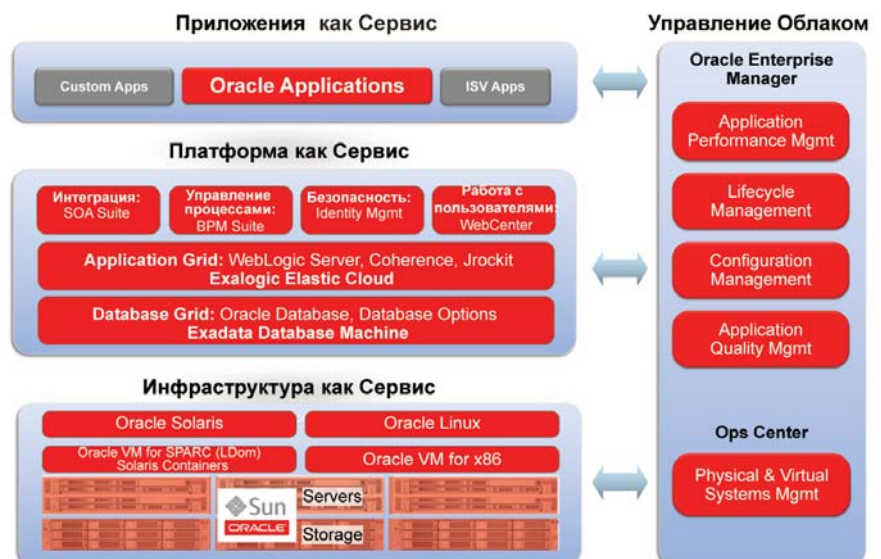 Приложения как Сервис
Custom Apps
Oracle Applications
ISV Apps
Платформа как Сервис
Интеграция:
SOA Suite
Управление
процессами:
BPM Suite
Безопасность:
Identity Mgmt
Работа с
пользователями:
WebCenter
Application Grid: WebLogic Server, Coherence, Jrockit
Exalogic Elastic Cloud
Database Grid: Oracle Database, Database Options
Exadata Database Machine
Инфраструктура как Сервис
Oracle Solaris
Oracle Linux
Oracle VM for SPARC (LDom)
Solaris Containers
Oracle VM for x86
Sun
ORACLE
Servers
Storage
Управление Облаком
Oracle Enterprise
Manager
Application
Performance Mgmt
Lifecycle
Management
Configuration
Management
Application
Quality Mgmt
Ops Center
Physical & Virtual
Systems Mgmt